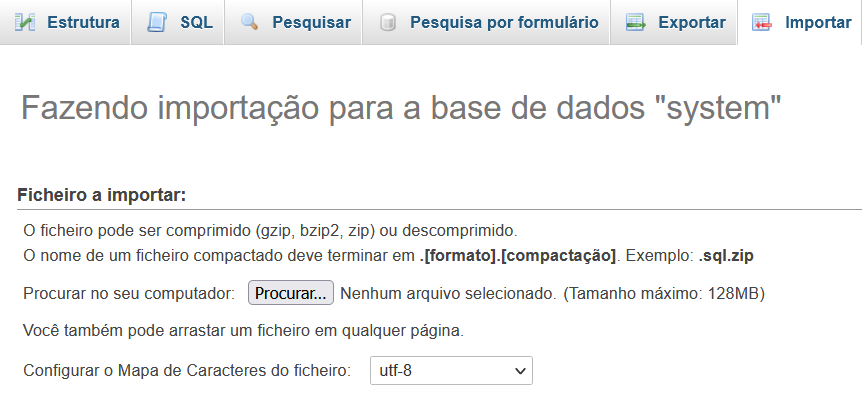 Estrutura SQL Pesquisar Pesquisa por formulário Exportar Importar
Fazendo importação para a base de dados "system"
Ficheiro a importar:
O ficheiro pode ser comprimido (gzip, bzip2, zip) ou descomprimido.
O nome de um ficheiro compactado deve terminar em .[formato].[compactação]. Exemplo: .sql.zip
Procurar no seu computador: Procurar... Nenhum arquivo selecionado. (Tamanho máximo: 128MB)
Você também pode arrastar um ficheiro em qualquer página.
Configurar o Mapa de Caracteres do ficheiro: utf-8